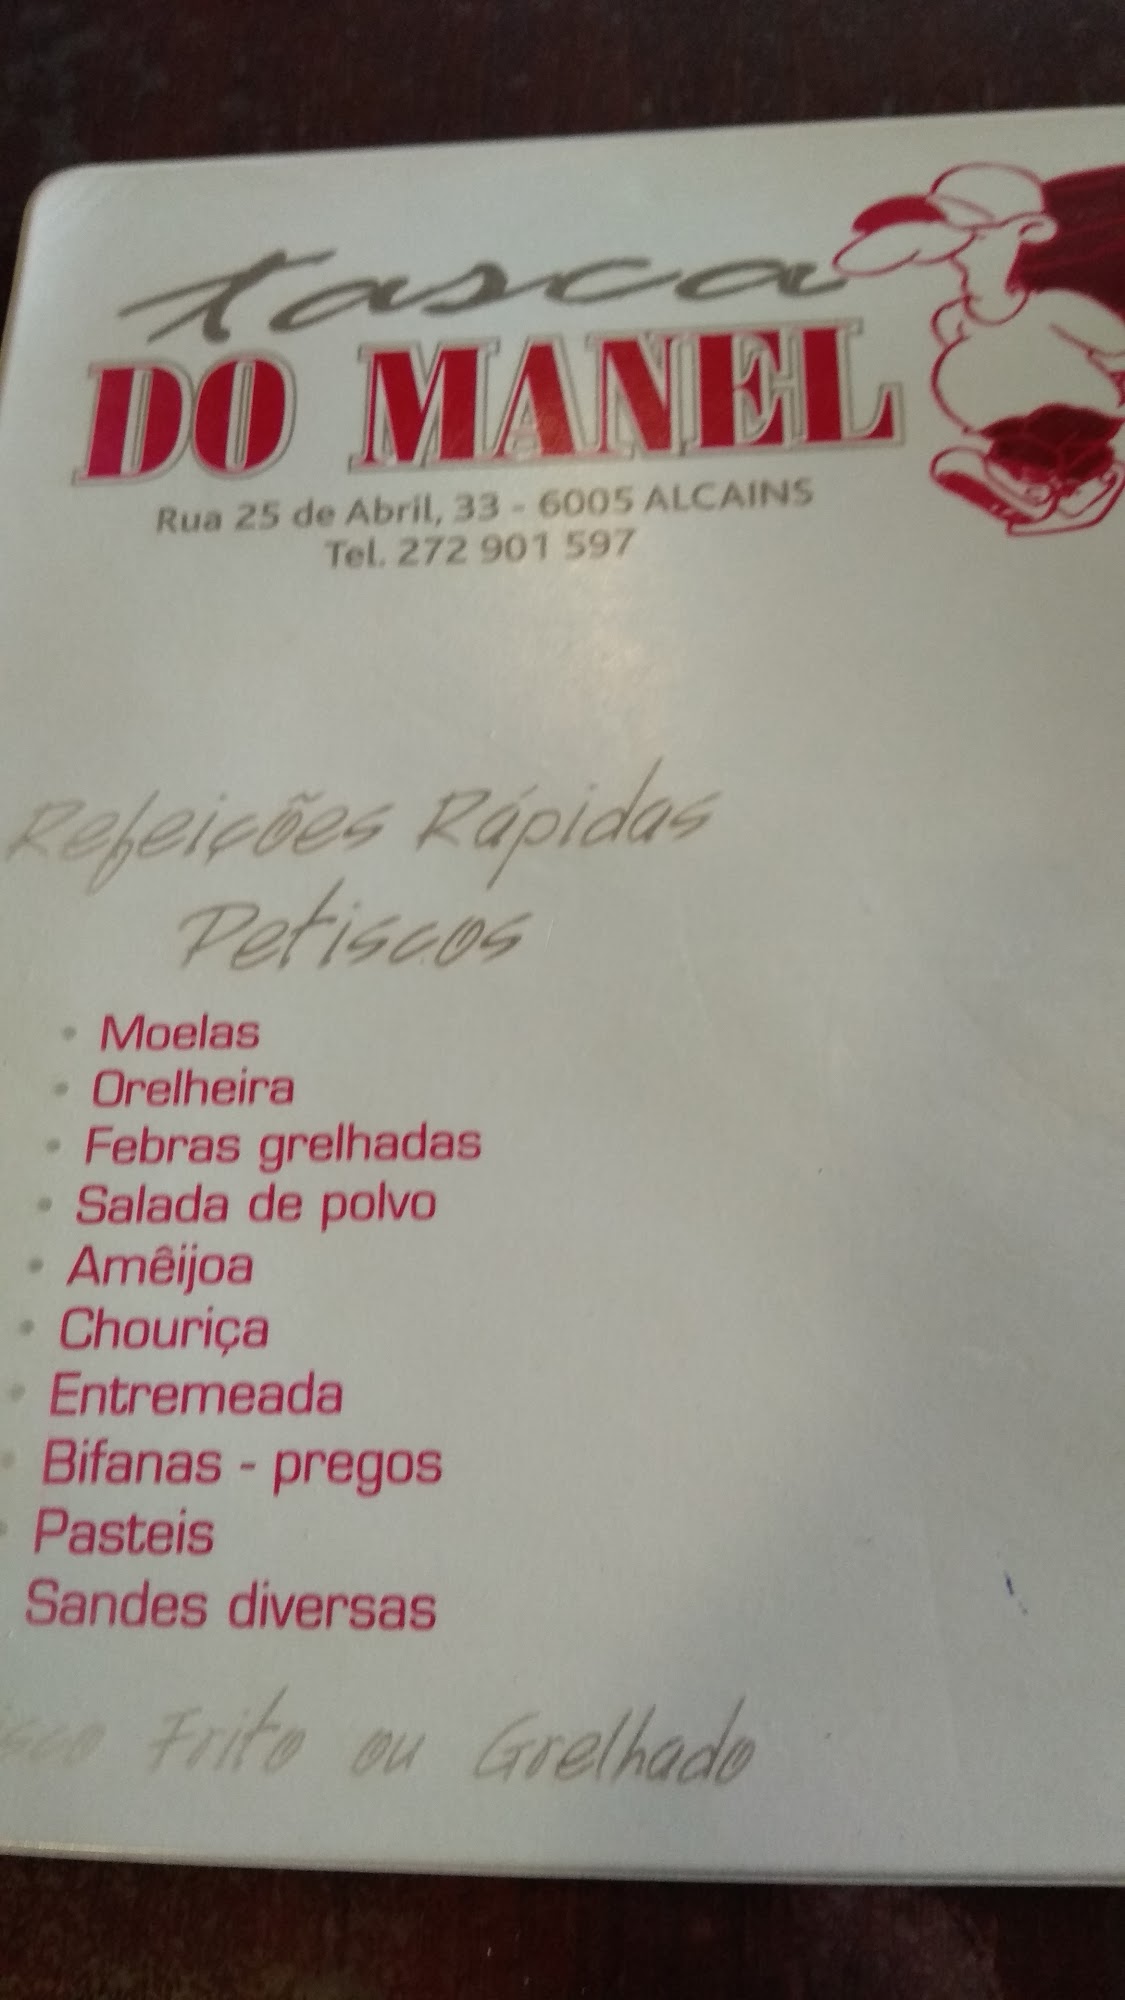 tasca
DO MANEL
Rua 25 de Abril, 33 - 6005 ALCAINS
Tel. 272 901 597
Refeições Rápidas
Petiscos
• Moelas
• Orelheira
• Febras grelhadas
• Salada de polvo
• Amêijoa
• Chouriça
• Entremeada
• Bifanas - pregos
• Pasteis
Sandes diversas
Frito ou Grelhado